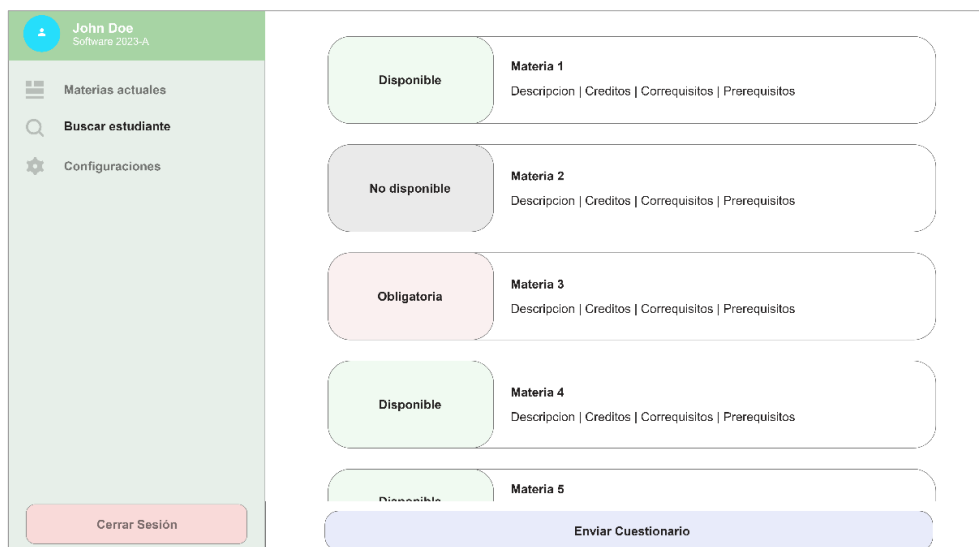 John Doe
Software 2023-A
Materias actuales
Buscar estudiante
Configuraciones
Cerrar Sesión
Disponible
Materia 1
Descripcion | Creditos | Correquisitos | Prerequisitos
No disponible
Materia 2
Descripcion | Creditos | Correquisitos | Prerequisitos
Obligatoria
Materia 3
Descripcion | Creditos | Correquisitos | Prerequisitos
Disponible
Materia 4
Descripcion | Creditos | Correquisitos | Prerequisitos
Disponible
Materia 5
Enviar Cuestionario